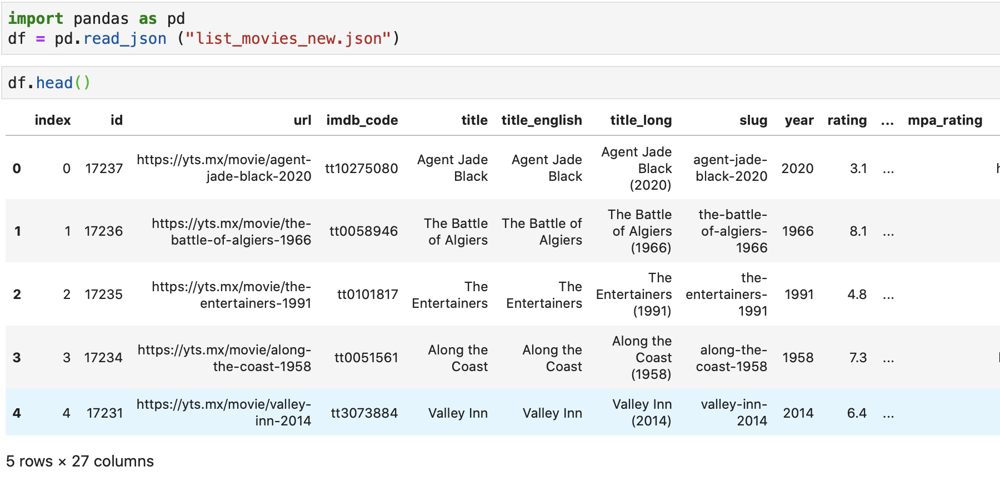 import pandas as pd
df = pd.read_json ("list_movies_new.json")
df.head()
index id url imdb_code title title_english title_long slug year rating ... mpa_rating
0 0 17237 https://yts.mx/movie/agent-jade-black-2020 tt10275080 Agent Jade Black Agent Jade Black Agent Jade Black (2020) agent-jade-black-2020 2020 3.1 ...
1 1 17236 https://yts.mx/movie/the-battle-of-algiers-1966 tt0058946 The Battle of Algiers The Battle of Algiers The Battle of Algiers (1966) the-battle-of-algiers-1966 1966 8.1 ...
2 2 17235 https://yts.mx/movie/the-entertainers-1991 tt0101817 The Entertainers The Entertainers The Entertainers (1991) the-entertainers-1991 1991 4.8 ...
3 3 17234 https://yts.mx/movie/along-the-coast-1958 tt0051561 Along the Coast Along the Coast Along the Coast (1958) along-the-coast-1958 1958 7.3 ...
4 4 17231 https://yts.mx/movie/valley-inn-2014 tt3073884 Valley Inn Valley Inn Valley Inn (2014) valley-inn-2014 2014 6.4 ...
5 rows × 27 columns